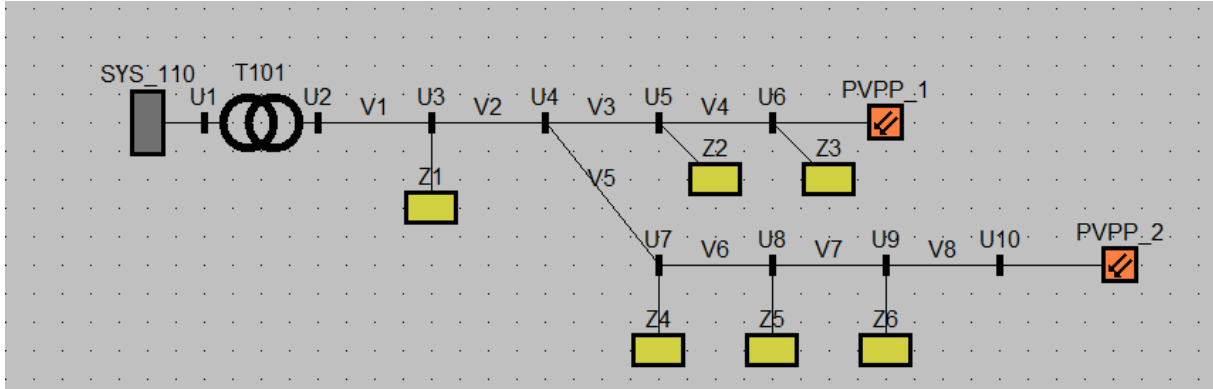 SYS_110 T101 PVPP_1
U1 U2 V1 U3 V2 U4 V3 U5 V4 U6
Z2 Z3
Z1 V5
U7 V6 U8 V7 U9 V8 U10 PVPP_2
Z4 Z5 Z6